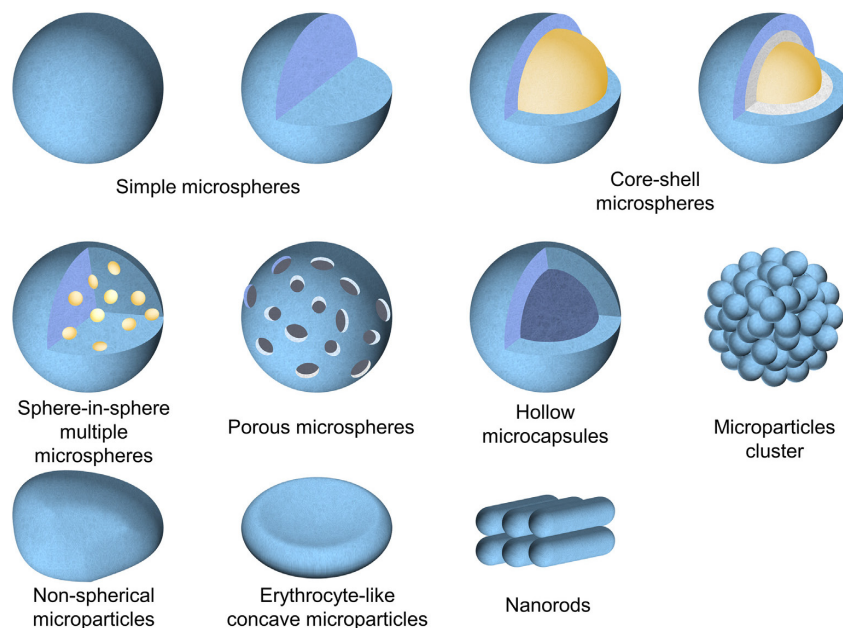 Simple microspheres
Core-shell
microspheres
Sphere-in-sphere
multiple
microspheres
Porous microspheres
Hollow
microcapsules
Microparticles
cluster
Non-spherical
microparticles
Erythrocyte-like
concave microparticles
Nanorods